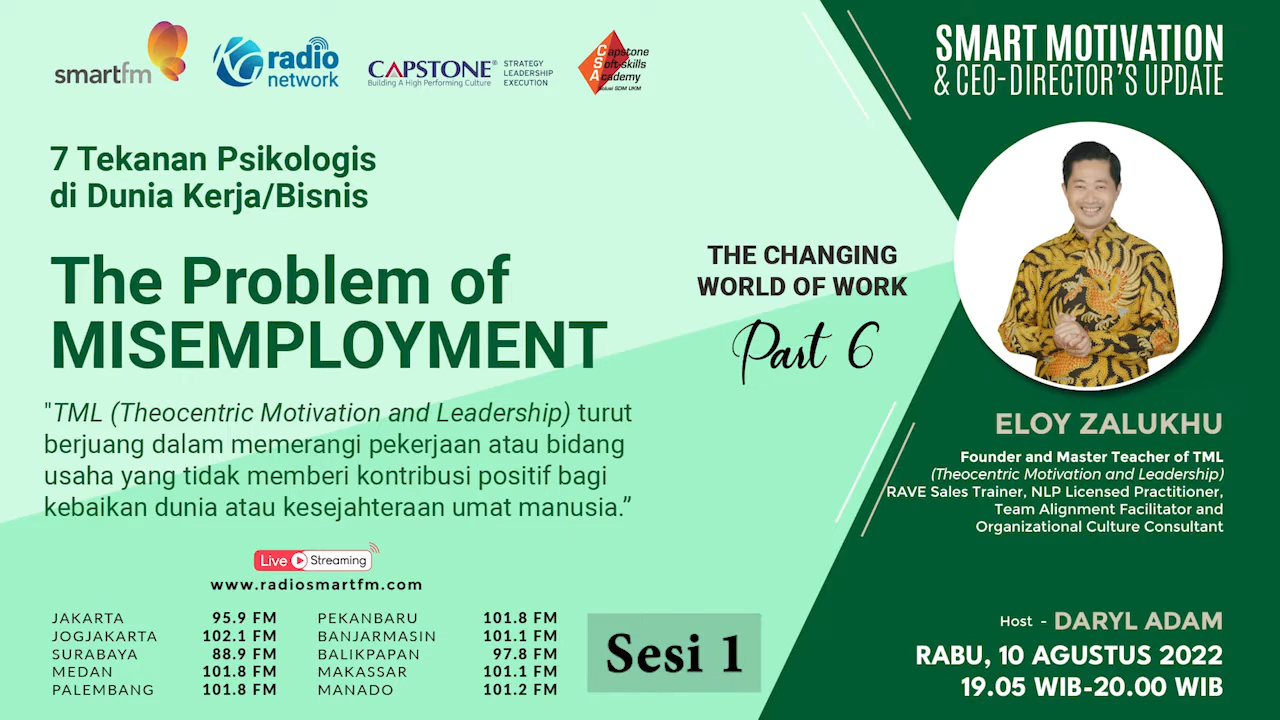 smartfm
radio
network
CAPSTONE®
Building A High Performing Culture
STRATEGY
LEADERSHIP
EXECUTION
Capstone
Soft-skills
Academy
Solusi SDM UKM
SMART MOTIVATION
& CEO-DIRECTOR'S UPDATE
7 Tekanan Psikologis
di Dunia Kerja/Bisnis
The Problem of
MISEMPLOYMENT
THE CHANGING
WORLD OF WORK
Part 6
"TML (Theocentric Motivation and Leadership) turut
berjuang dalam memerangi pekerjaan atau bidang
usaha yang tidak memberi kontribusi positif bagi
kebaikan dunia atau kesejahteraan umat manusia.”
ELOY ZALUKHU
Founder and Master Teacher of TML
(Theocentric Motivation and Leadership)
RAVE Sales Trainer, NLP Licensed Practitioner,
Team Alignment Facilitator and
Organizational Culture Consultant
Live Streaming
www.radiosmartfm.com
JAKARTA 95.9 FM
JOGJAKARTA 102.1 FM
SURABAYA 88.9 FM
MEDAN 101.8 FM
PALEMBANG 101.8 FM
PEKANBARU 101.8 FM
BANJARMASIN 101.1 FM
BALIKPAPAN 97.8 FM
MAKASSAR 101.1 FM
MANADO 101.2 FM
Sesi 1
Host - DARYL ADAM
RABU, 10 AGUSTUS 2022
19.05 WIB-20.00 WIB